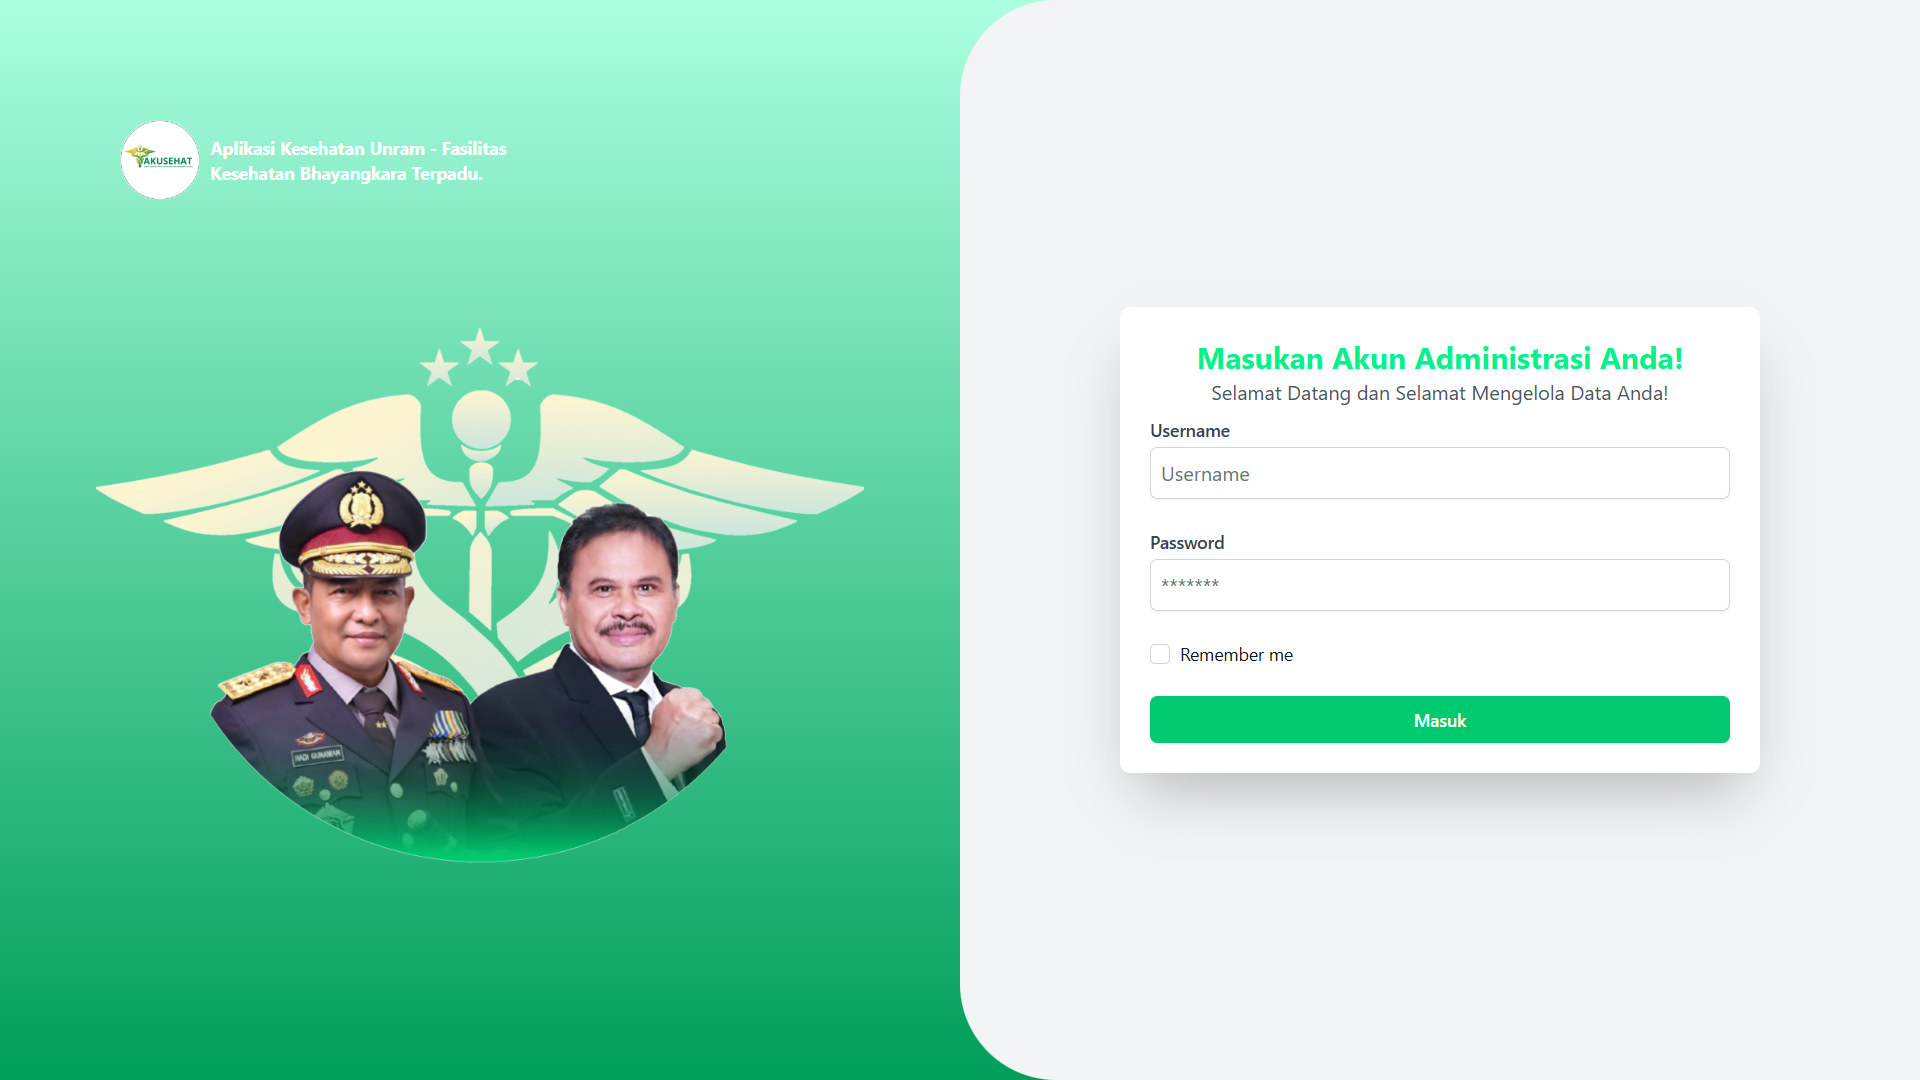 AKUSEHAT
Aplikasi Kesehatan Unram - Fasilitas
Kesehatan Bhayangkara Terpadu.
HADI GUNAWAN
Masukan Akun Administrasi Anda!
Selamat Datang dan Selamat Mengelola Data Anda!
Username
Username
Password
*******
Remember me
Masuk